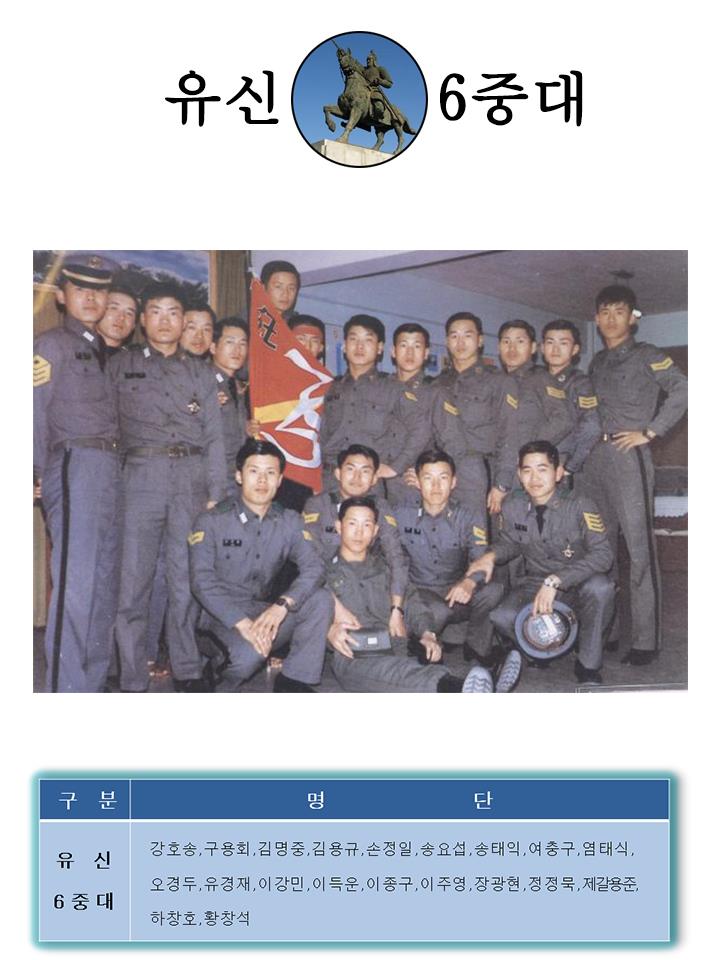 유신 6중대
구 분 명 단
유 신
6 중 대
강호송,구용회,김명중,김용규,손정일,송요섭,송태익,여충구,염태식,
오경두,유경재,이강민,이득운,이종구,이주영,장광현,정정묵,제갈용준,
하창호,황창석